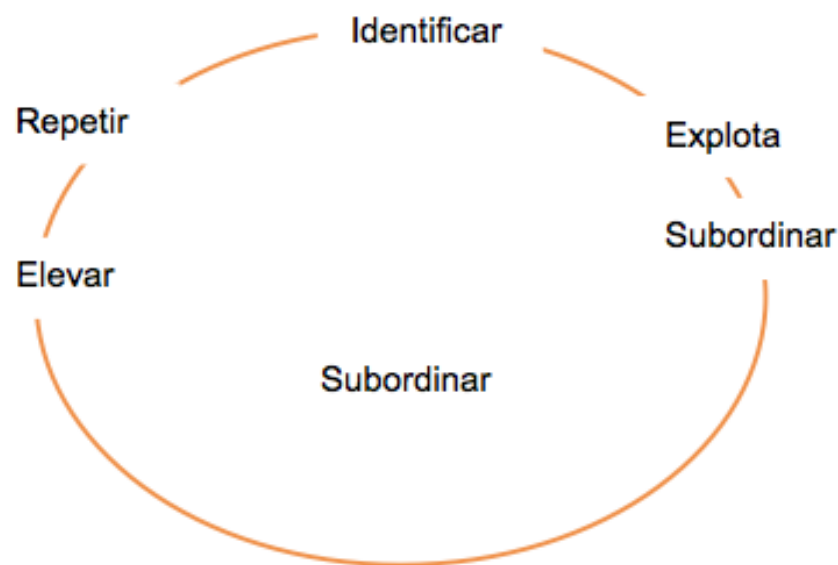 Identificar
Repetir
Explota
Subordinar
Elevar
Subordinar